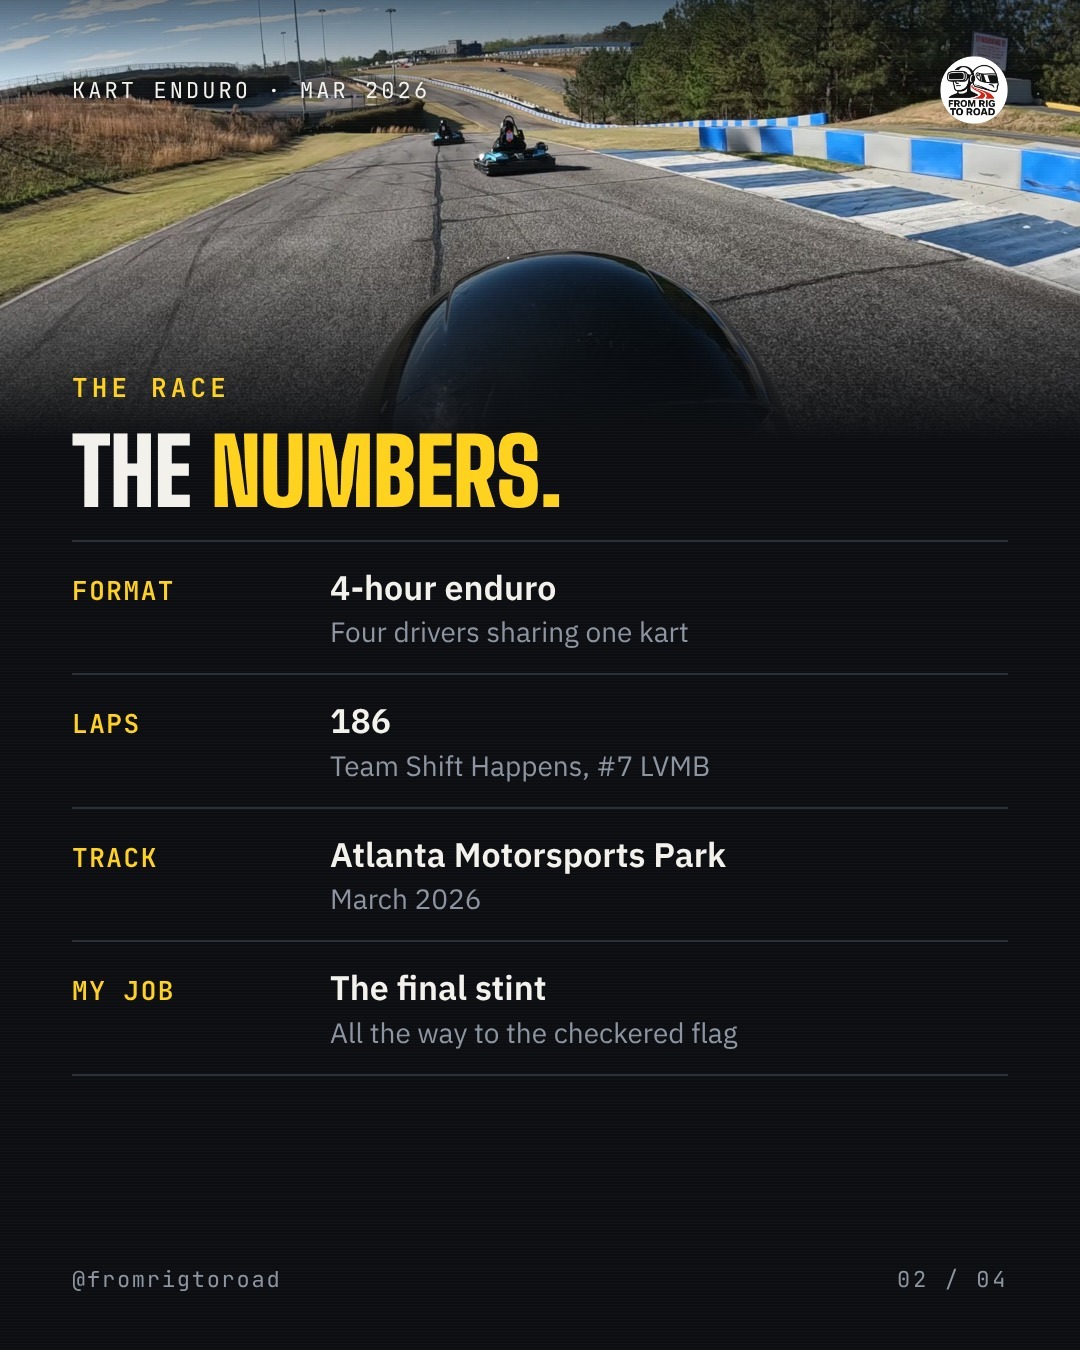 KART ENDURO · MAR 2026
FROM RIG
TO ROAD
THE RACE
THE NUMBERS.
FORMAT
4-hour enduro
Four drivers sharing one kart
LAPS
186
Team Shift Happens, #7 LVMB
TRACK
Atlanta Motorsports Park
March 2026
MY JOB
The final stint
All the way to the checkered flag
@fromrigtoroad
02 / 04